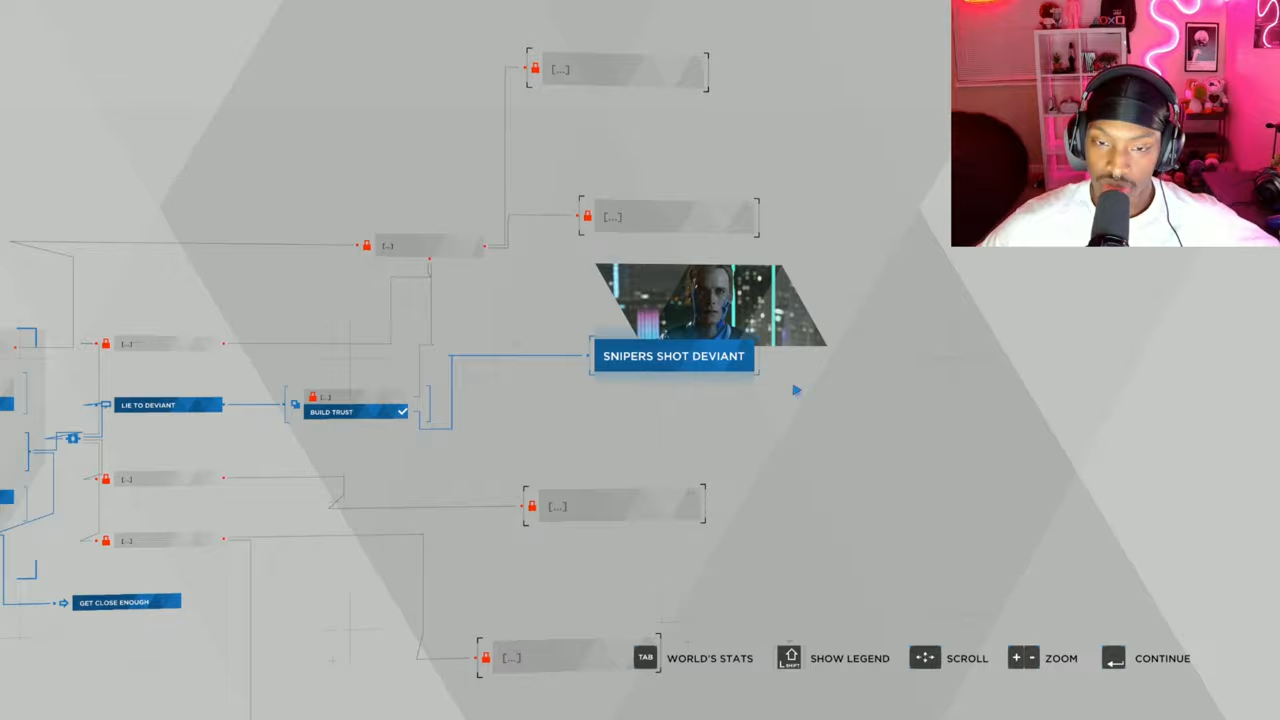 [...]
[...]
[...]
[...]
SNIPERS SHOT DEVIANT
LIE TO DEVIANT
[...]
BUILD TRUST
[...]
[...]
[...]
GET CLOSE ENOUGH
[...]
TAB WORLD'S STATS
L SHIFT SHOW LEGEND
SCROLL
+ - ZOOM
CONTINUE